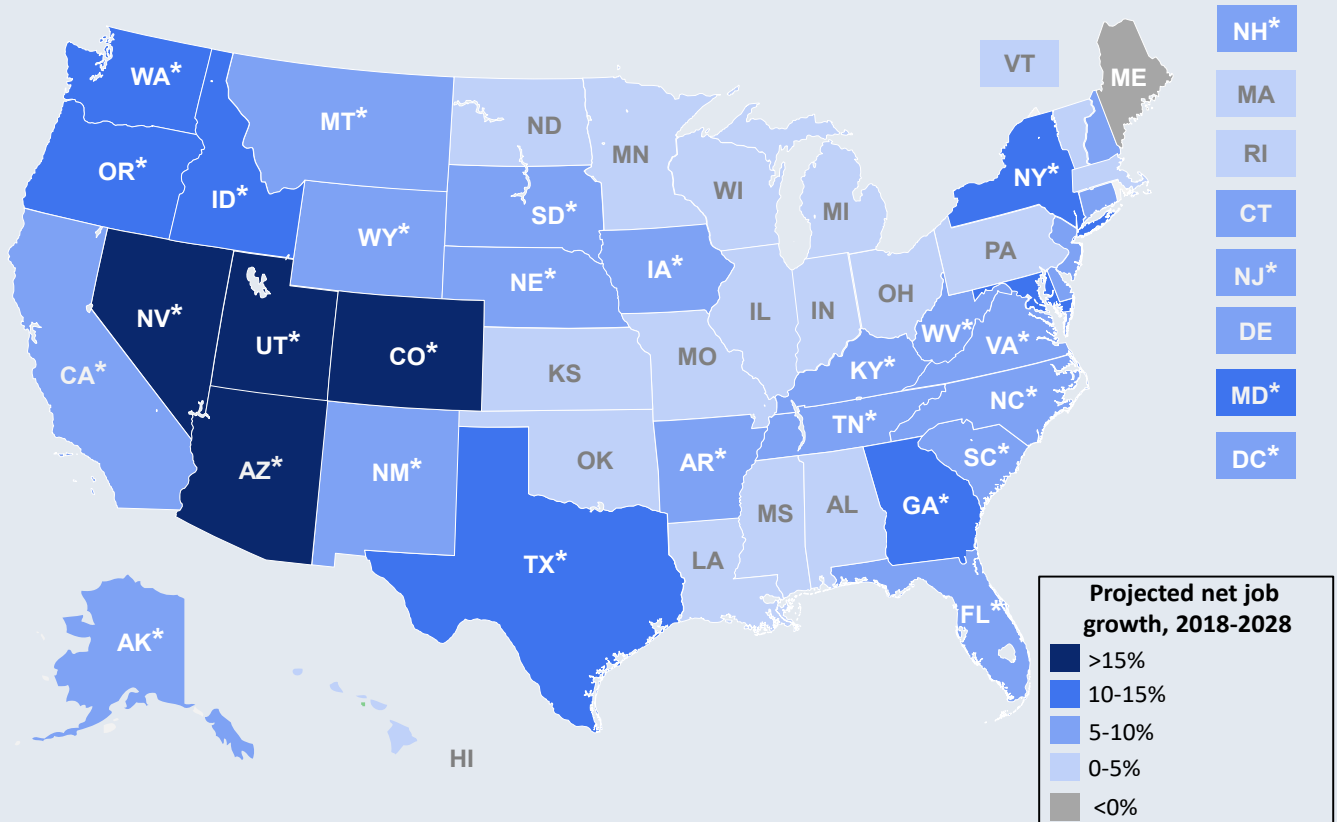 NH*
VT
ME
WA*
MA
MT*
ND
MN
RI
OR*
ID*
WI
NY*
MI
SD*
CT
WY*
PA
IA*
NE*
NJ*
OH
NV*
IL
IN
WV*
DE
UT*
CO*
MO
VA*
CA*
KS
KY*
MD*
NC*
TN*
AZ*
NM*
OK
AR*
SC*
DC*
MS
AL
GA*
TX*
LA
FL*
AK*
HI
Projected net job
growth, 2018-2028
>15%
10-15%
5-10%
0-5%
<0%